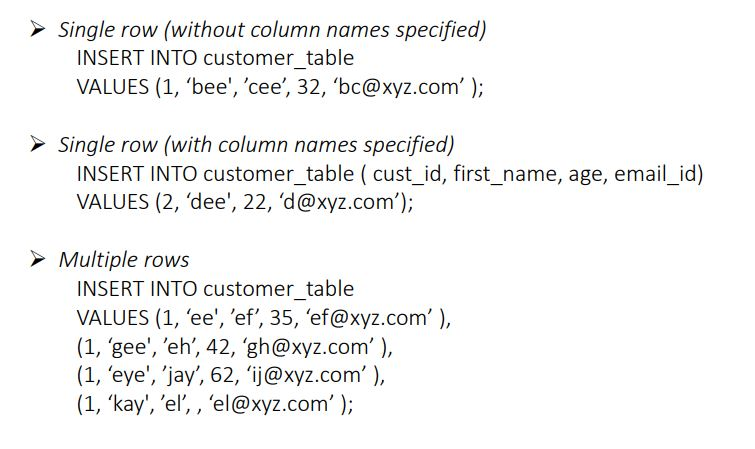 ➤ Single row (without column names specified)
INSERT INTO customer_table
VALUES (1, ‘bee', ’cee’, 32, ‘bc@xyz.com’ );
➤ Single row (with column names specified)
INSERT INTO customer_table ( cust_id, first_name, age, email_id)
VALUES (2, ‘dee', 22, ‘d@xyz.com’);
➤ Multiple rows
INSERT INTO customer_table
VALUES (1, ‘ee', ’ef’, 35, ‘ef@xyz.com’ ),
(1, ‘gee', ’eh’, 42, ‘gh@xyz.com’ ),
(1, ‘eye', ’jay’, 62, ‘ij@xyz.com’ ),
(1, ‘kay', ’el’, , ‘el@xyz.com’ );